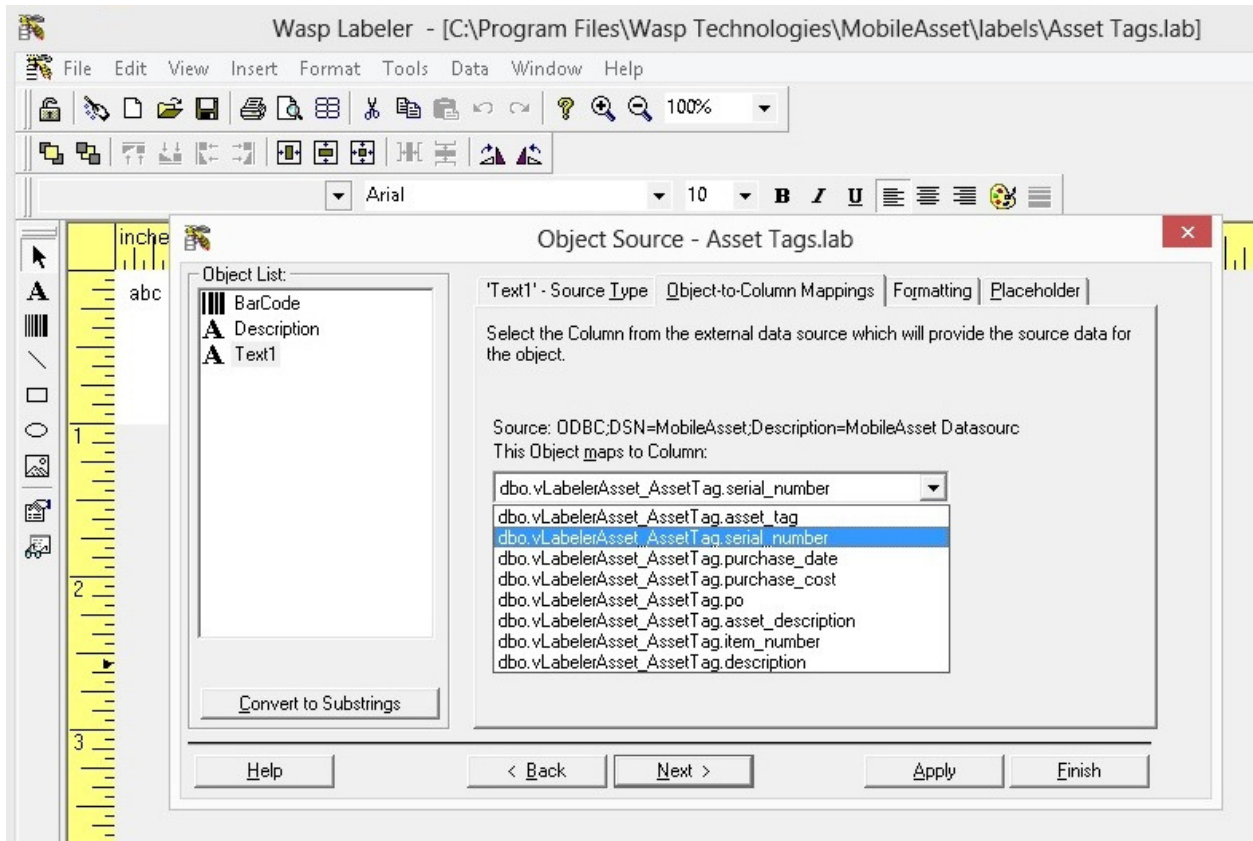 Wasp Labeler - [C:\Program Files\Wasp Technologies\MobileAsset\labels\Asset Tags.lab]
File Edit View Insert Format Tools Data Window Help
100%
Arial 10 B I U
inche
Object Source - Asset Tags.lab
abc
Object List:
BarCode
A Description
A Text1
Convert to Substrings
'Text1' - Source Type Object-to-Column Mappings Formatting Placeholder
Select the Column from the external data source which will provide the source data for
the object.
Source: ODBC;DSN=MobileAsset;Description=MobileAsset Datasourc
This Object maps to Column:
dbo.vLabelerAsset_AssetTag.serial_number
dbo.vLabelerAsset_AssetTag.asset_tag
dbo.vLabelerAsset_AssetTag.serial_number
dbo.vLabelerAsset_AssetTag.purchase_date
dbo.vLabelerAsset_AssetTag.purchase_cost
dbo.vLabelerAsset_AssetTag.po
dbo.vLabelerAsset_AssetTag.asset_description
dbo.vLabelerAsset_AssetTag.item_number
dbo.vLabelerAsset_AssetTag.description
Help < Back Next > Apply Finish
A
1
2
3